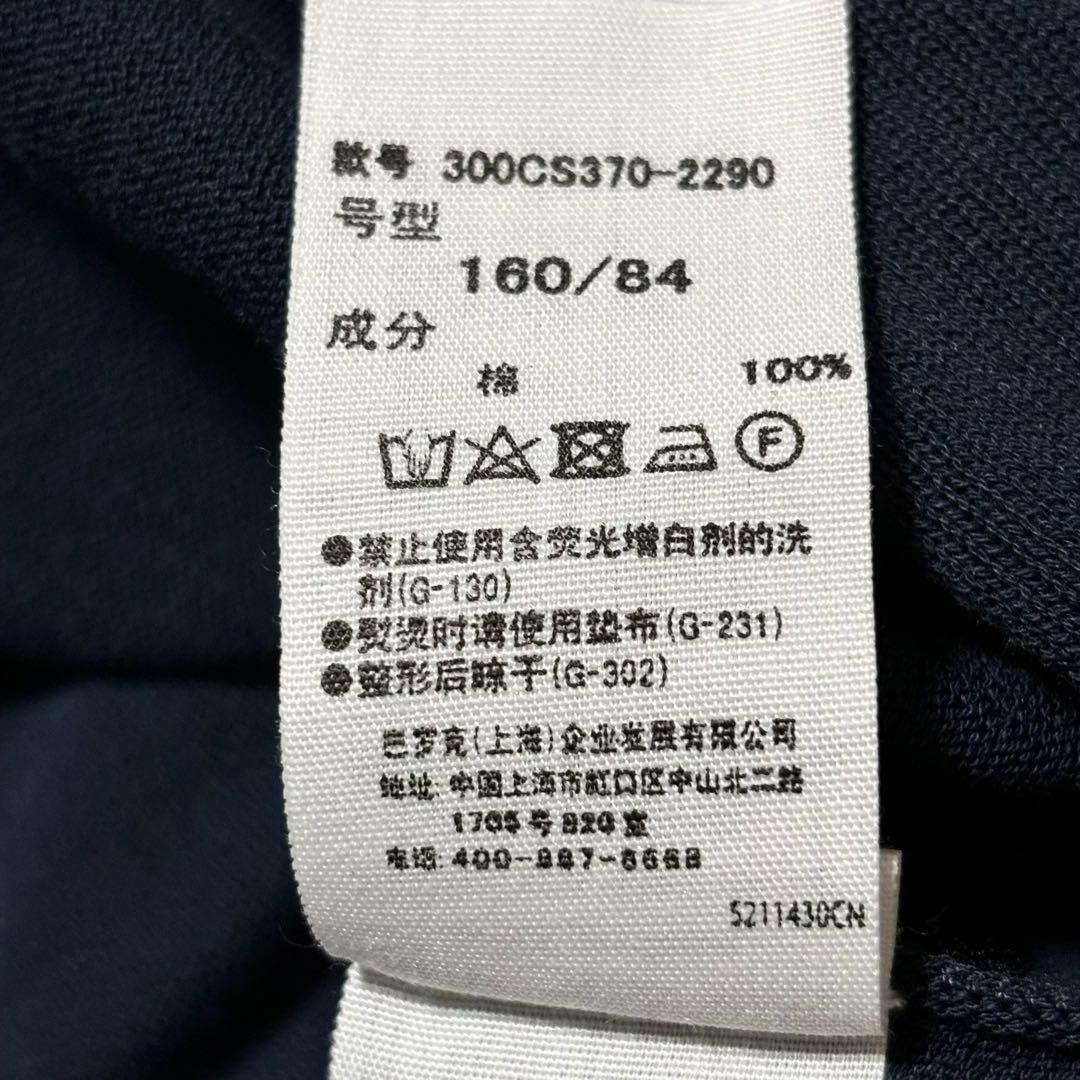 款号 300CS370-2290
号型
160/84
成分
棉 100%
F
●禁止使用含荧光增白剂的洗
剂(G-130)
●熨烫时请使用垫布(G-231)
●整形后晾干(G-302)
巴罗克(上海)企业发展有限公司
地址: 中国上海市虹口区中山北二路
1705号820室
电话: 400-887-6668
5211430CN